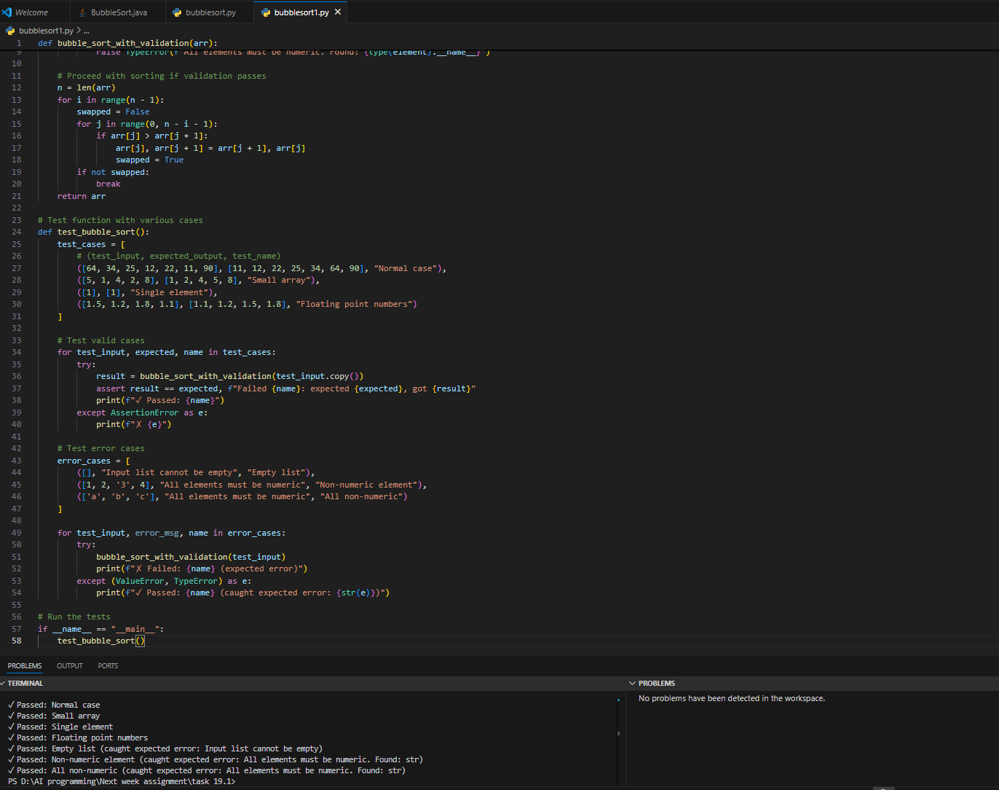 Welcome
BubbleSort.java
bubblesort.py
bubblesort1.py ×
bubblesort1.py > ...
1 def bubble_sort_with_validation(arr):
9 raise TypeError(f"All elements must be numeric. Found: {type(element).__name__}")
10
11 # Proceed with sorting if validation passes
12 n = len(arr)
13 for i in range(n - 1):
14 swapped = False
15 for j in range(0, n - i - 1):
16 if arr[j] > arr[j + 1]:
17 arr[j], arr[j + 1] = arr[j + 1], arr[j]
18 swapped = True
19 if not swapped:
20 break
21 return arr
22
23 # Test function with various cases
24 def test_bubble_sort():
25 test_cases = [
26 # (test_input, expected_output, test_name)
27 ([64, 34, 25, 12, 22, 11, 90], [11, 12, 22, 25, 34, 64, 90], "Normal case"),
28 ([5, 1, 4, 2, 8], [1, 2, 4, 5, 8], "Small array"),
29 ([1], [1], "Single element"),
30 ([1.5, 1.2, 1.8, 1.1], [1.1, 1.2, 1.5, 1.8], "Floating point numbers")
31 ]
32
33 # Test valid cases
34 for test_input, expected, name in test_cases:
35 try:
36 result = bubble_sort_with_validation(test_input.copy())
37 assert result == expected, f"Failed {name}: expected {expected}, got {result}"
38 print(f"✓ Passed: {name}")
39 except AssertionError as e:
40 print(f"✗ {e}")
41
42 # Test error cases
43 error_cases = [
44 ([], "Input list cannot be empty", "Empty list"),
45 ([1, 2, '3', 4], "All elements must be numeric", "Non-numeric element"),
46 (['a', 'b', 'c'], "All elements must be numeric", "All non-numeric")
47 ]
48
49 for test_input, error_msg, name in error_cases:
50 try:
51 bubble_sort_with_validation(test_input)
52 print(f"✗ Failed: {name} (expected error)")
53 except (ValueError, TypeError) as e:
54 print(f"✓ Passed: {name} (caught expected error: {str(e)})")
55
56 # Run the tests
57 if __name__ == "__main__":
58 test_bubble_sort()
PROBLEMS OUTPUT PORTS
TERMINAL
✓ Passed: Normal case
✓ Passed: Small array
✓ Passed: Single element
✓ Passed: Floating point numbers
✓ Passed: Empty list (caught expected error: Input list cannot be empty)
✓ Passed: Non-numeric element (caught expected error: All elements must be numeric. Found: str)
✓ Passed: All non-numeric (caught expected error: All elements must be numeric. Found: str)
PS D:\AI programming\Next week assignment\task 19.1>
PROBLEMS
No problems have been detected in the workspace.